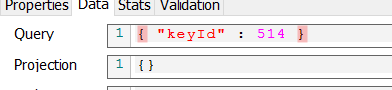 Properties Data Stats Validation
Query 1 { "keyId" : 514 }
Projection 1 {}